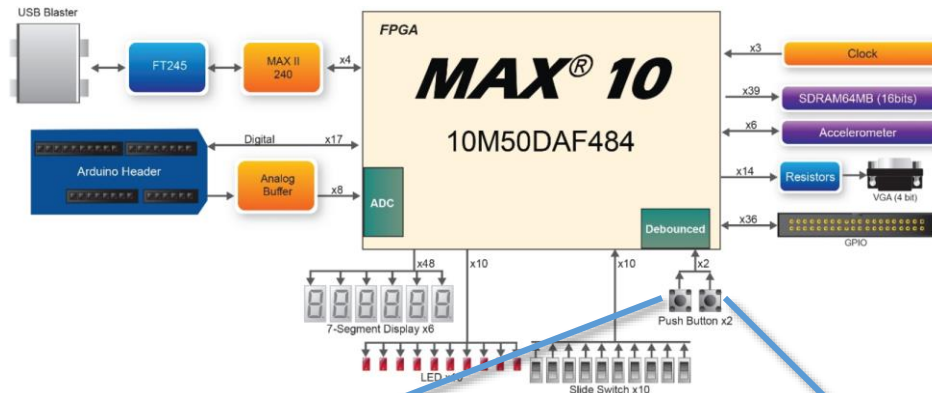 USB Blaster
FT245
MAX II
240
x4
FPGA
MAX® 10
10M50DAF484
x3
Clock
x39
SDRAM64MB (16bits)
x6
Accelerometer
Digital
x17
Arduino Header
Analog
Buffer
x8
ADC
x14
Resistors
VGA (4 bit)
Debounced
x36
GPIO
x48
x10
x10
x2
7-Segment Display x6
Push Button x2
LED
Slide Switch x10